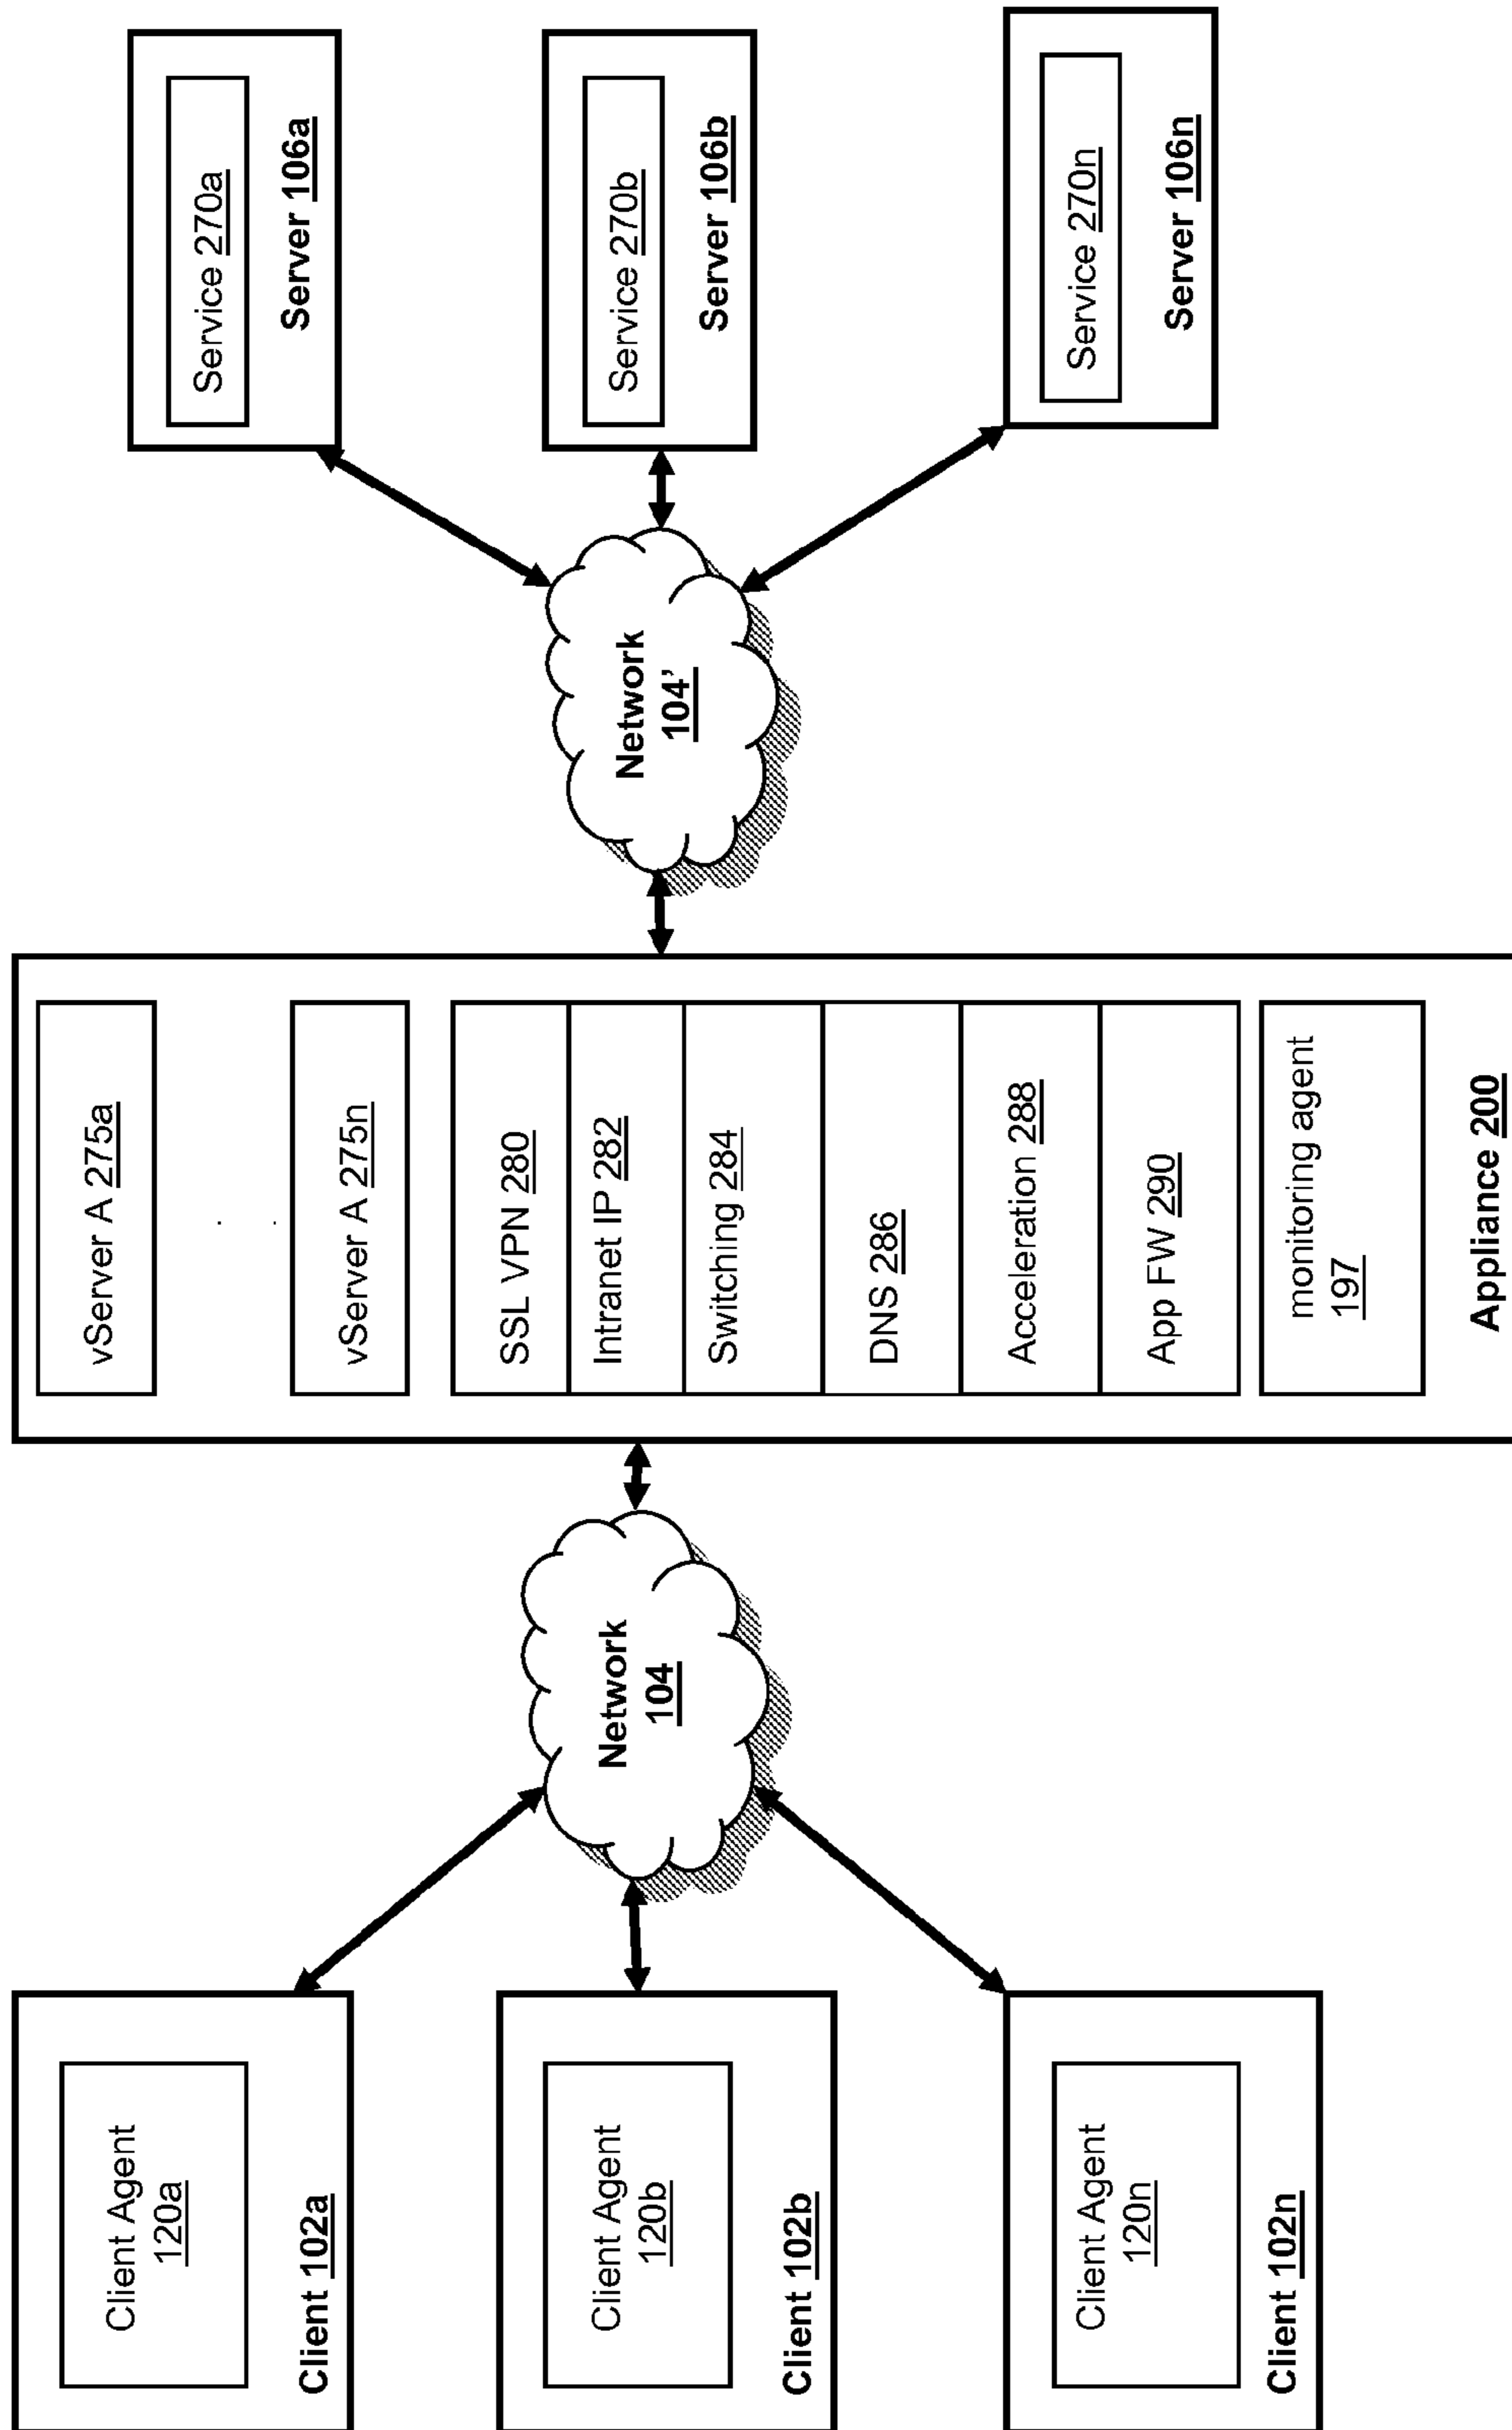 Client Agent
120a
Client 102a
Client Agent
120b
Client 102b
Client Agent
120n
Client 102n
Network
104
vServer A 275a
vServer A 275n
SSL VPN 280
Intranet IP 282
Switching 284
DNS 286
Acceleration 288
App FW 290
monitoring agent
197
Appliance 200
Network
104’
Service 270a
Server 106a
Service 270b
Server 106b
Service 270n
Server 106n